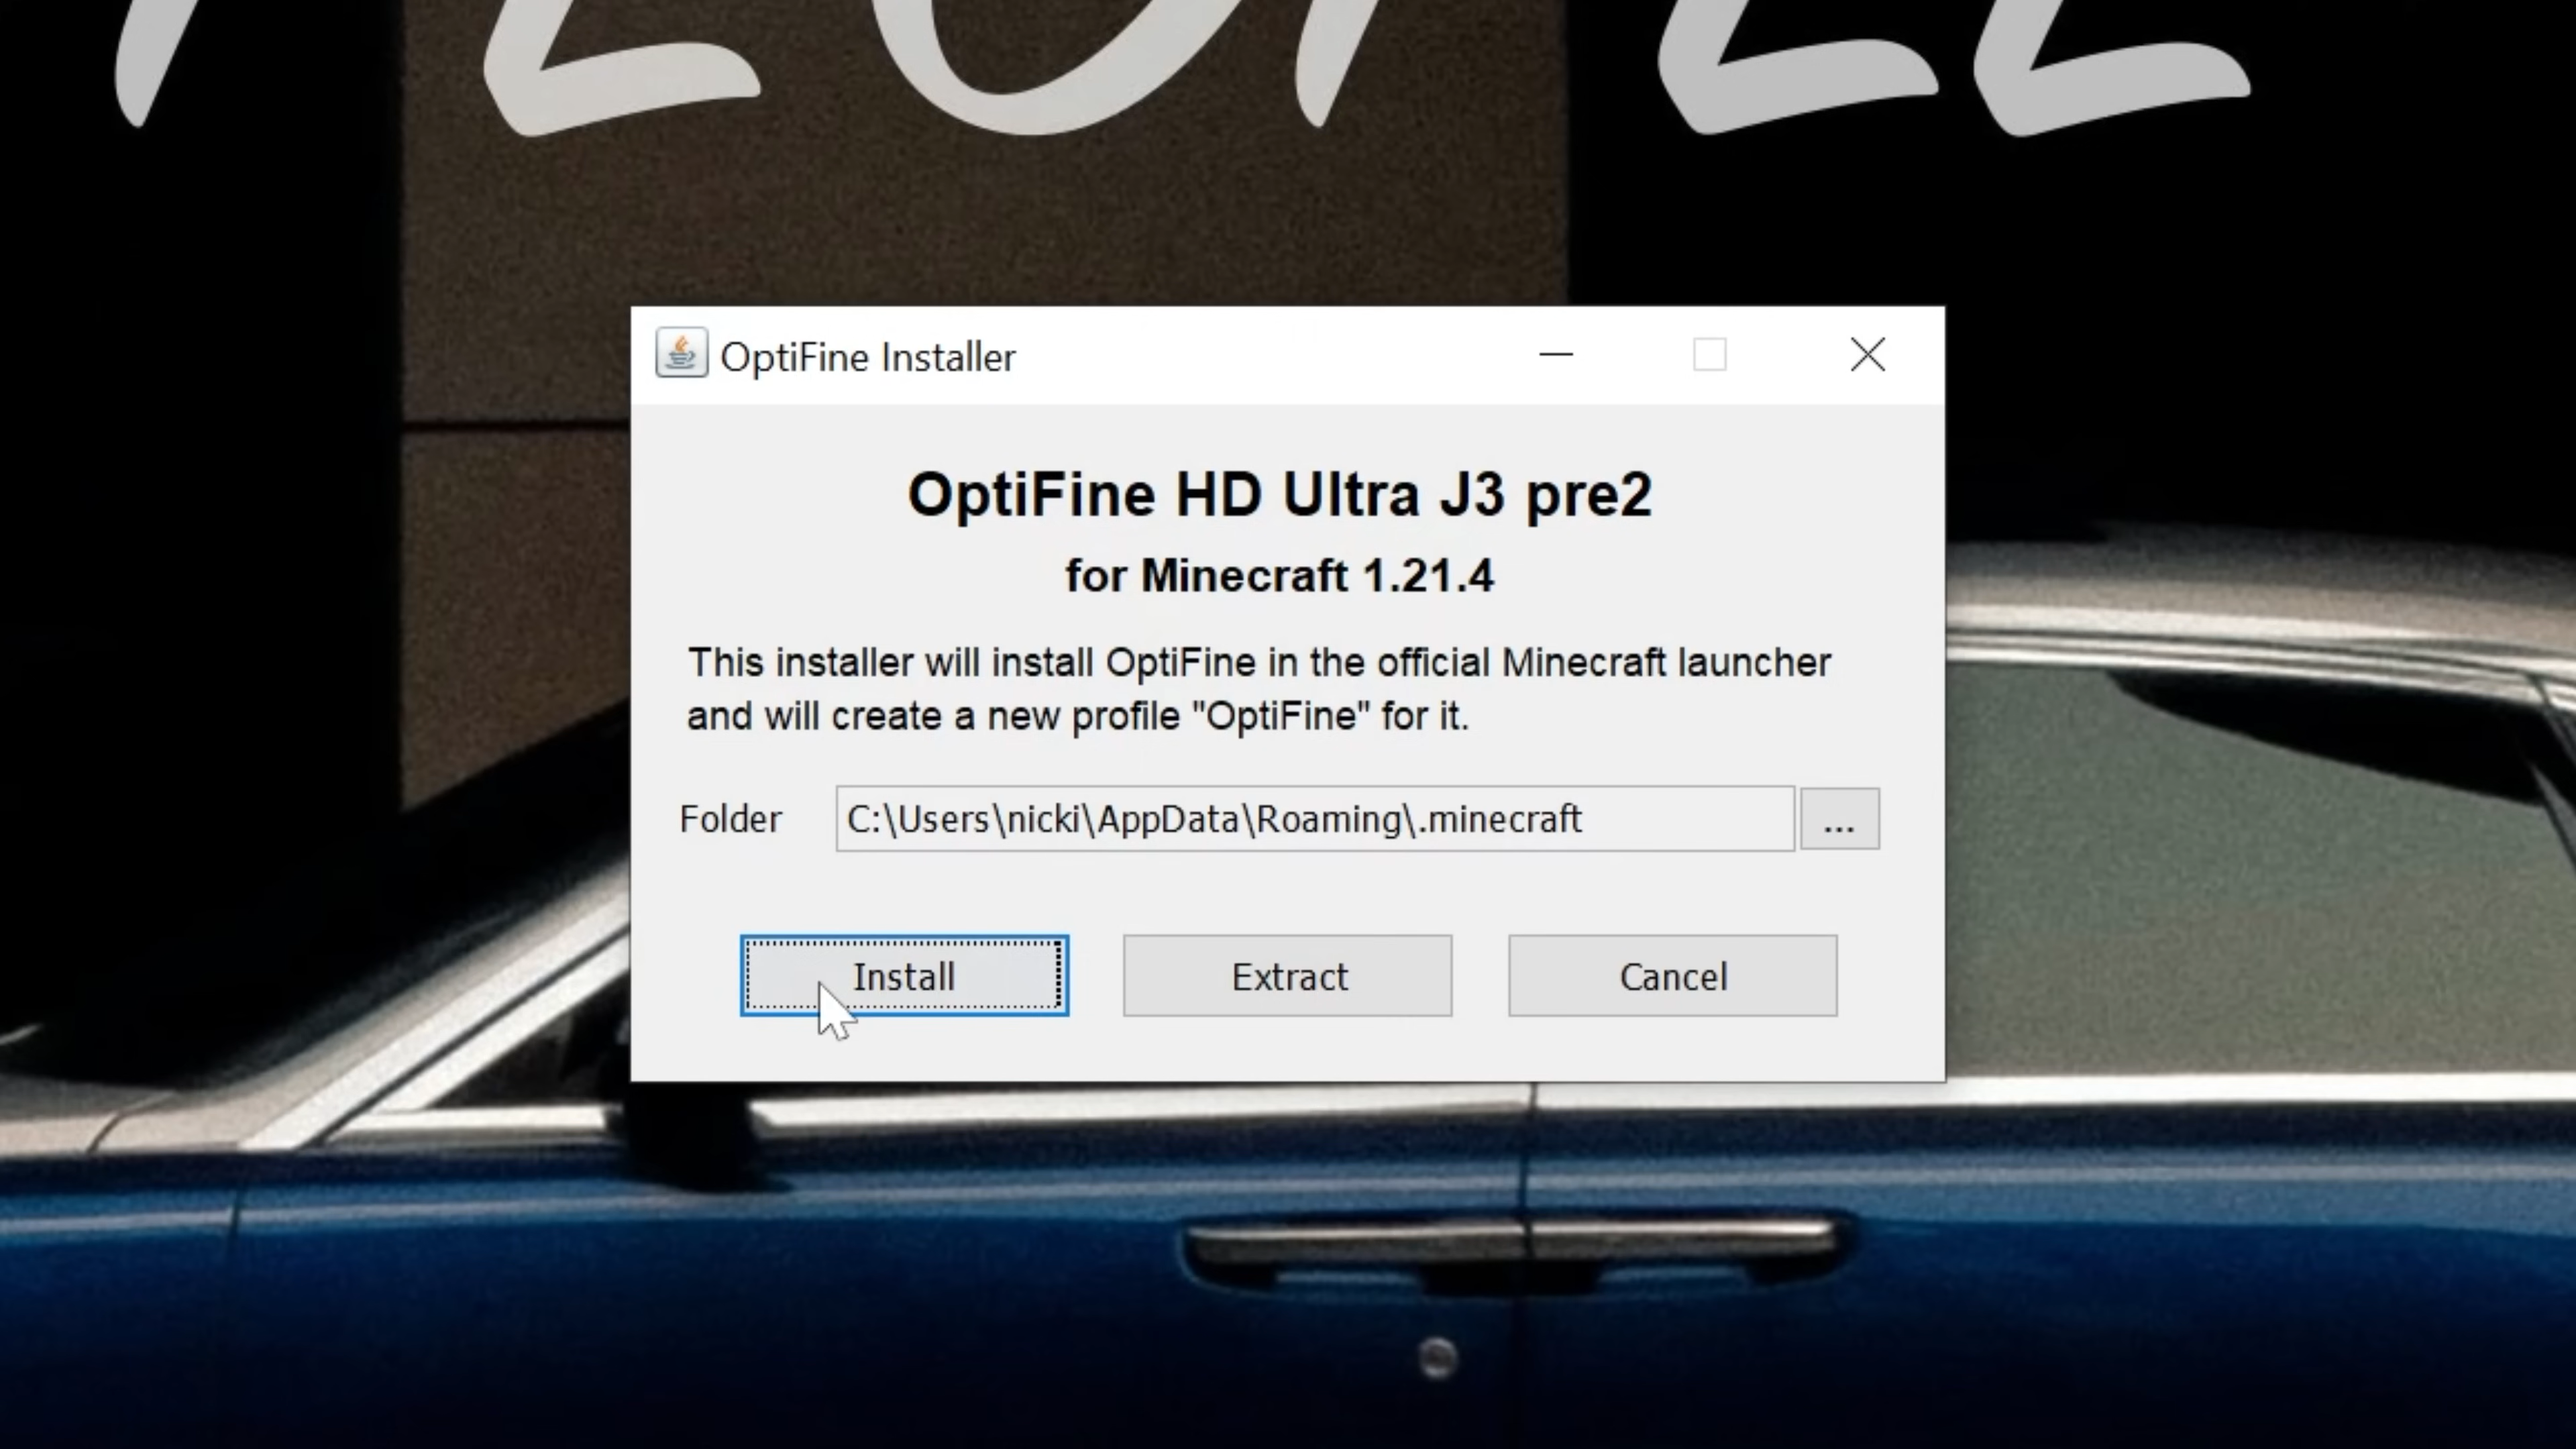 OptiFine Installer
OptiFine HD Ultra J3 pre2
for Minecraft 1.21.4
This installer will install OptiFine in the official Minecraft launcher
and will create a new profile "OptiFine" for it.
Folder C:\Users\nicki\AppData\Roaming\.minecraft ...
Install Extract Cancel